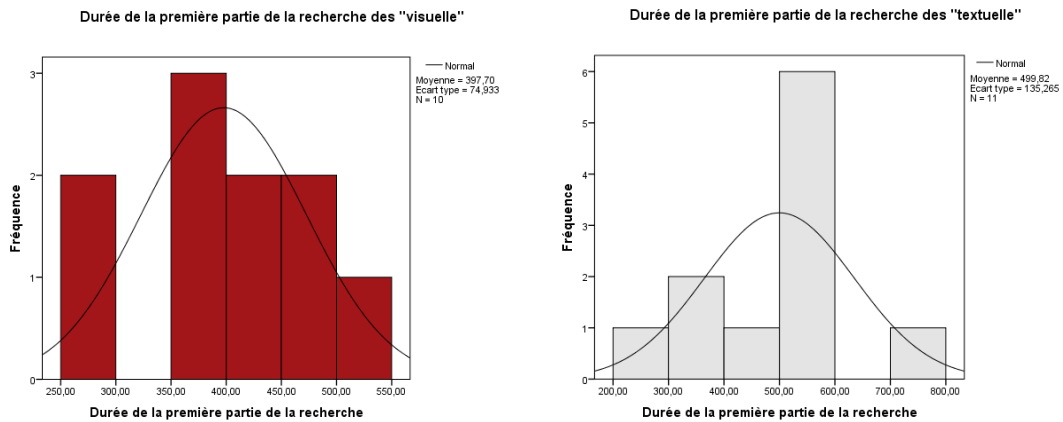 Durée de la première partie de la recherche des "visuelle"
Normal
Moyenne = 397,70
Ecart type = 74,933
N = 10
Fréquence
3
2
1
0
250,00 300,00 350,00 400,00 450,00 500,00 550,00
Durée de la première partie de la recherche
Durée de la première partie de la recherche des "textuelle"
Normal
Moyenne = 499,82
Ecart type = 135,265
N = 11
Fréquence
6
5
4
3
2
1
0
200,00 300,00 400,00 500,00 600,00 700,00 800,00
Durée de la première partie de la recherche